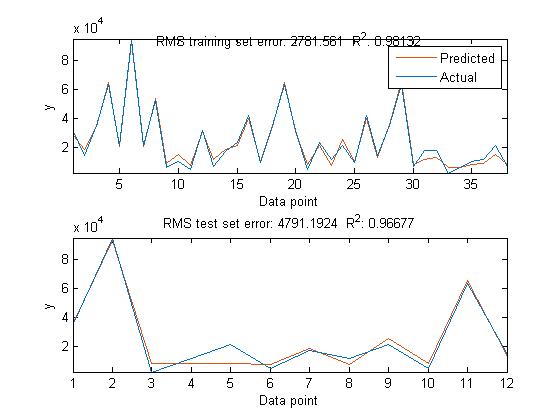 x 10^4
RMS training set error: 2781.561 R^2: 0.98132
Predicted
Actual
8
6
4
2
y
5 10 15 20 25 30 35
Data point
x 10^4
RMS test set error: 4791.1924 R^2: 0.96677
8
6
4
2
y
1 2 3 4 5 6 7 8 9 10 11 12
Data point